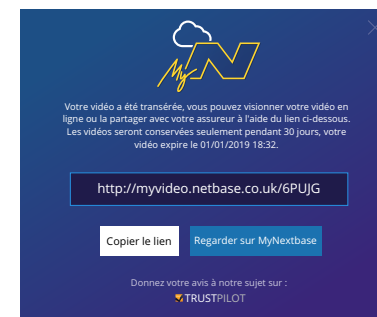 My N
Votre vidéo a été transérée, vous pouvez visionner votre vidéo en
ligne ou la partager avec votre assureur à l'aide du lien ci-dessous.
Les vidéos seront conservées seulement pendant 30 jours, votre
vidéo expire le 01/01/2019 18:32.
http://myvideo.netbase.co.uk/6PUJG
Copier le lien
Regarder sur MyNextbase
Donnez votre avis à notre sujet sur :
TRUSTPILOT